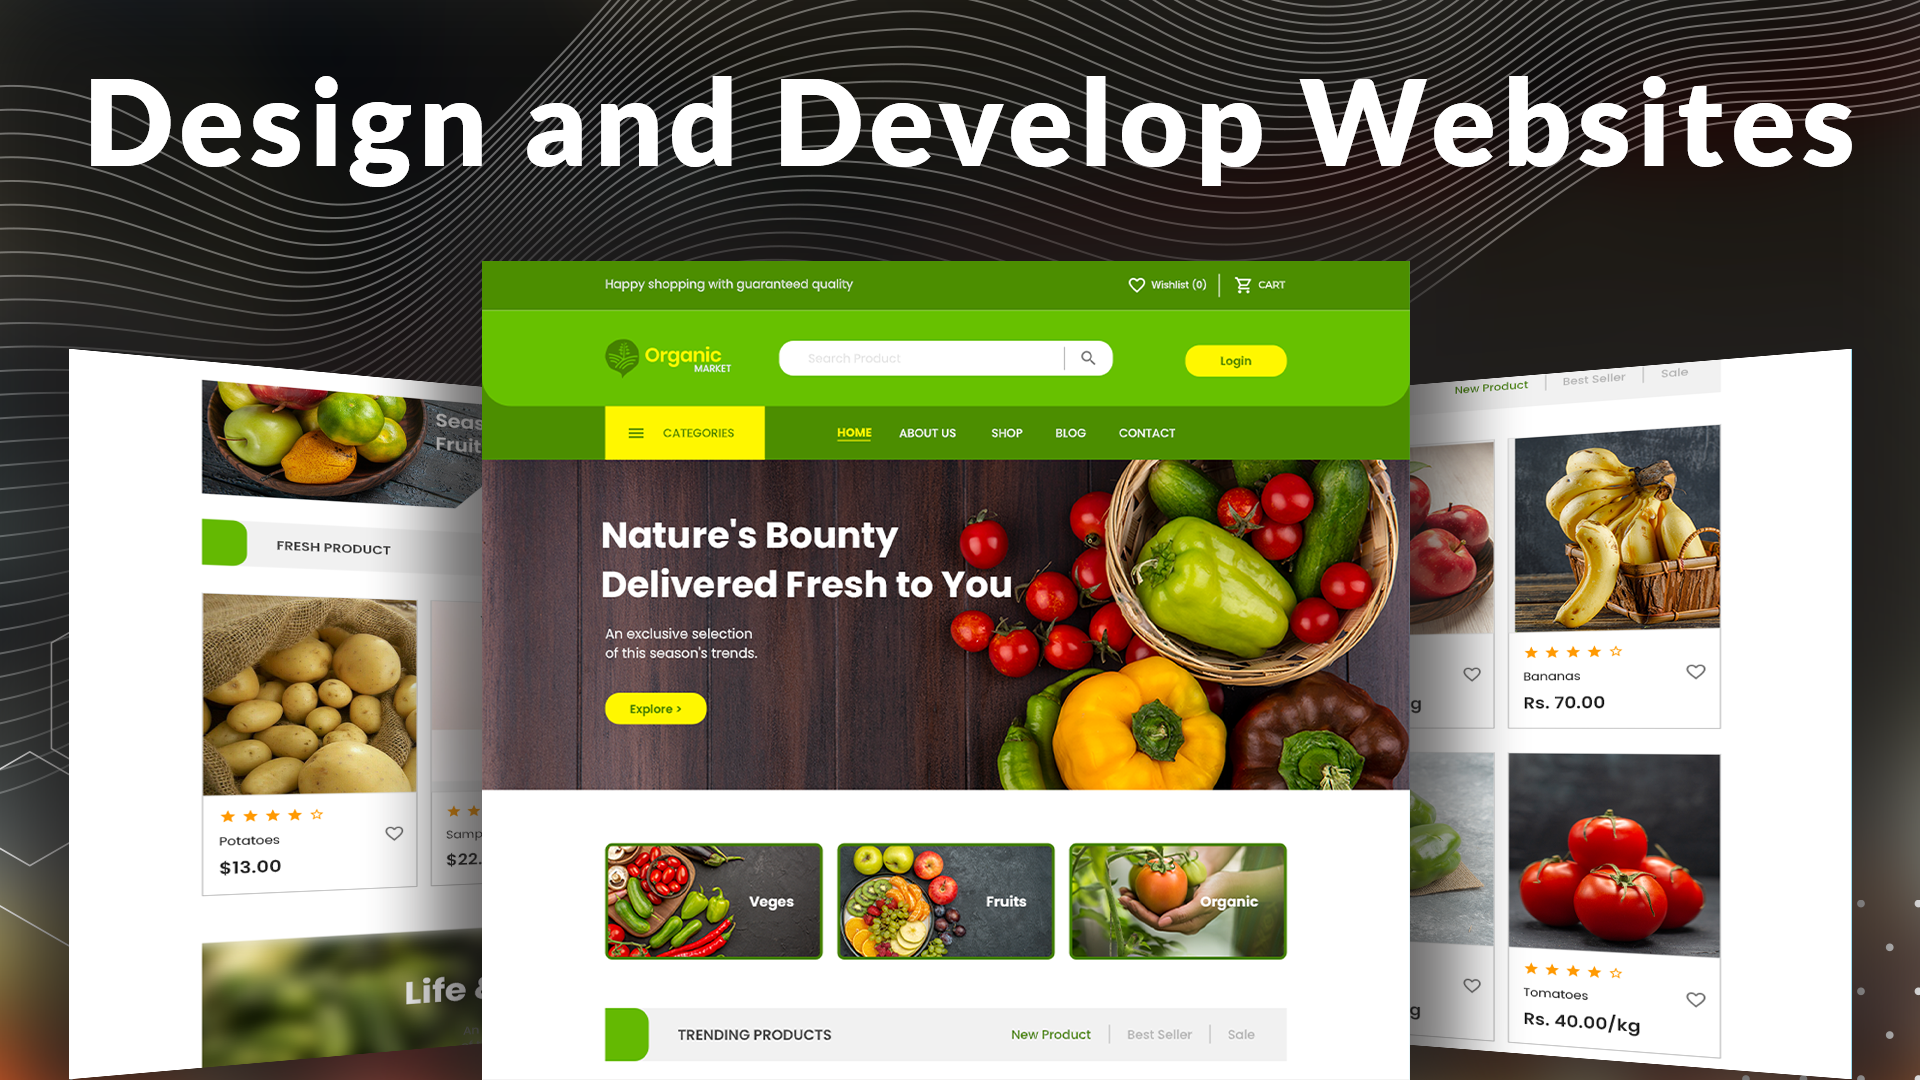 Design and Develop Websites
Happy shopping with guaranteed quality
Wishlist (0)
CART
Organic
MARKET
Search Product
Login
CATEGORIES
HOME
ABOUT US
SHOP
BLOG
CONTACT
Nature's Bounty
Delivered Fresh to You
An exclusive selection
of this season's trends.
Explore >
Veges
Fruits
Organic
TRENDING PRODUCTS
New Product
Best Seller
Sale
Seas
Fruit
FRESH PRODUCT
Potatoes
$13.00
Samp
$22.
Life &
An
New Product
Best Seller
Sale
Bananas
Rs. 70.00
g
Tomatoes
Rs. 40.00/kg
g